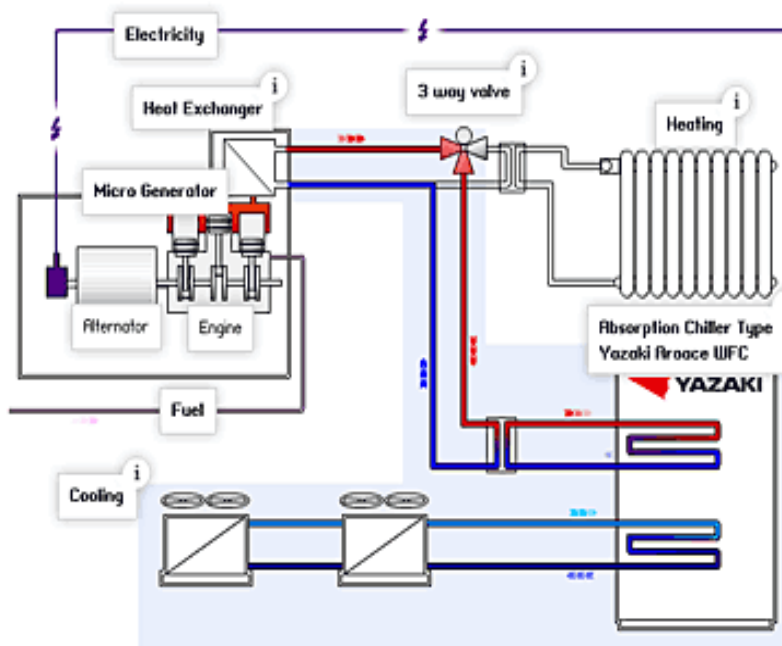 Electricity
i
Heat Exchanger
i
3 way valve
i
Heating
Micro Generator
Alternator
Engine
Absorption Chiller Type
Yazaki Aroace WFC
YAZAKI
Fuel
i
Cooling